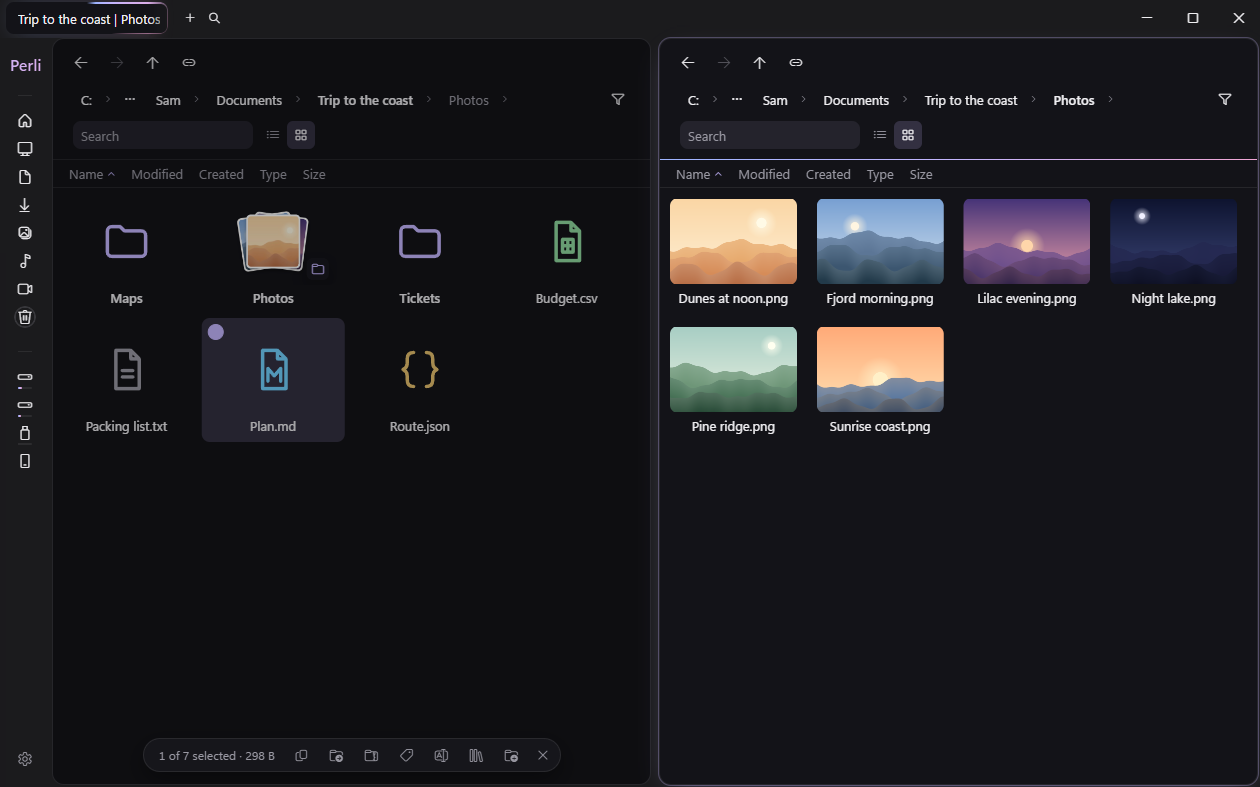 Trip to the coast | Photos
Perli
C: Sam Documents Trip to the coast Photos
Search
Name Modified Created Type Size
Maps Photos Tickets Budget.csv
Packing list.txt Plan.md Route.json
1 of 7 selected · 298 B
C: Sam Documents Trip to the coast Photos
Search
Name Modified Created Type Size
Dunes at noon.png Fjord morning.png Lilac evening.png Night lake.png
Pine ridge.png Sunrise coast.png